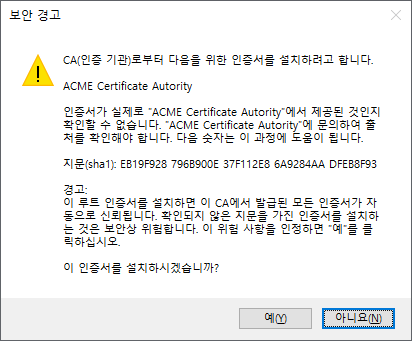 보안 경고
CA(인증 기관)로부터 다음을 위한 인증서를 설치하려고 합니다.
ACME Certificate Autority
인증서가 실제로 "ACME Certificate Autority"에서 제공된 것인지
확인할 수 없습니다. "ACME Certificate Autority"에 문의하여 출
처를 확인해야 합니다. 다음 숫자는 이 과정에 도움이 됩니다.
지문(sha1): EB19F928 796B900E 37F112E8 6A9284AA DFEB8F93
경고:
이 루트 인증서를 설치하면 이 CA에서 발급된 모든 인증서가 자
동으로 신뢰됩니다. 확인되지 않은 지문을 가진 인증서를 설치하
는 것은 보안상 위험합니다. 이 위험 사항을 인정하면 "예"를 클
릭하십시오.
이 인증서를 설치하시겠습니까?
예(Y)
아니요(N)